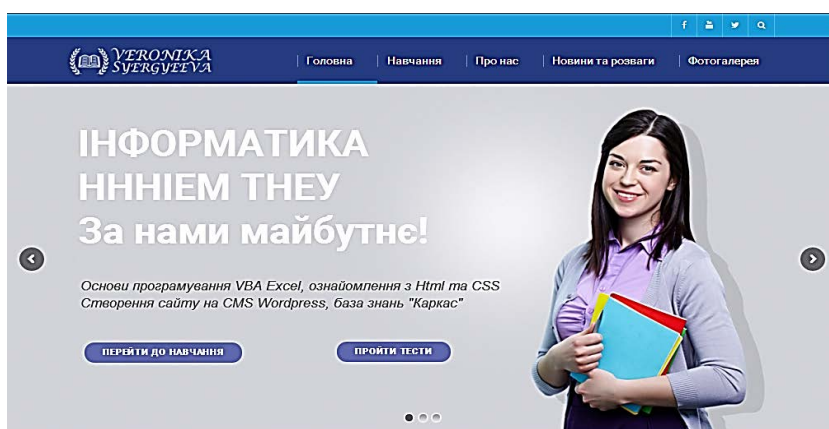 VERONIKA
SYERGYEEVA
Головна
Навчання
Про нас
Новини та розваги
Фотогалерея
ІНФОРМАТИКА
НННІЕМ ТНЕУ
За нами майбутнє!
Основи програмування VBA Excel, ознайомлення з Html та CSS
Створення сайту на CMS Wordpress, база знань "Каркас"
ПЕРЕЙТИ ДО НАВЧАННЯ
ПРОЙТИ ТЕСТИ